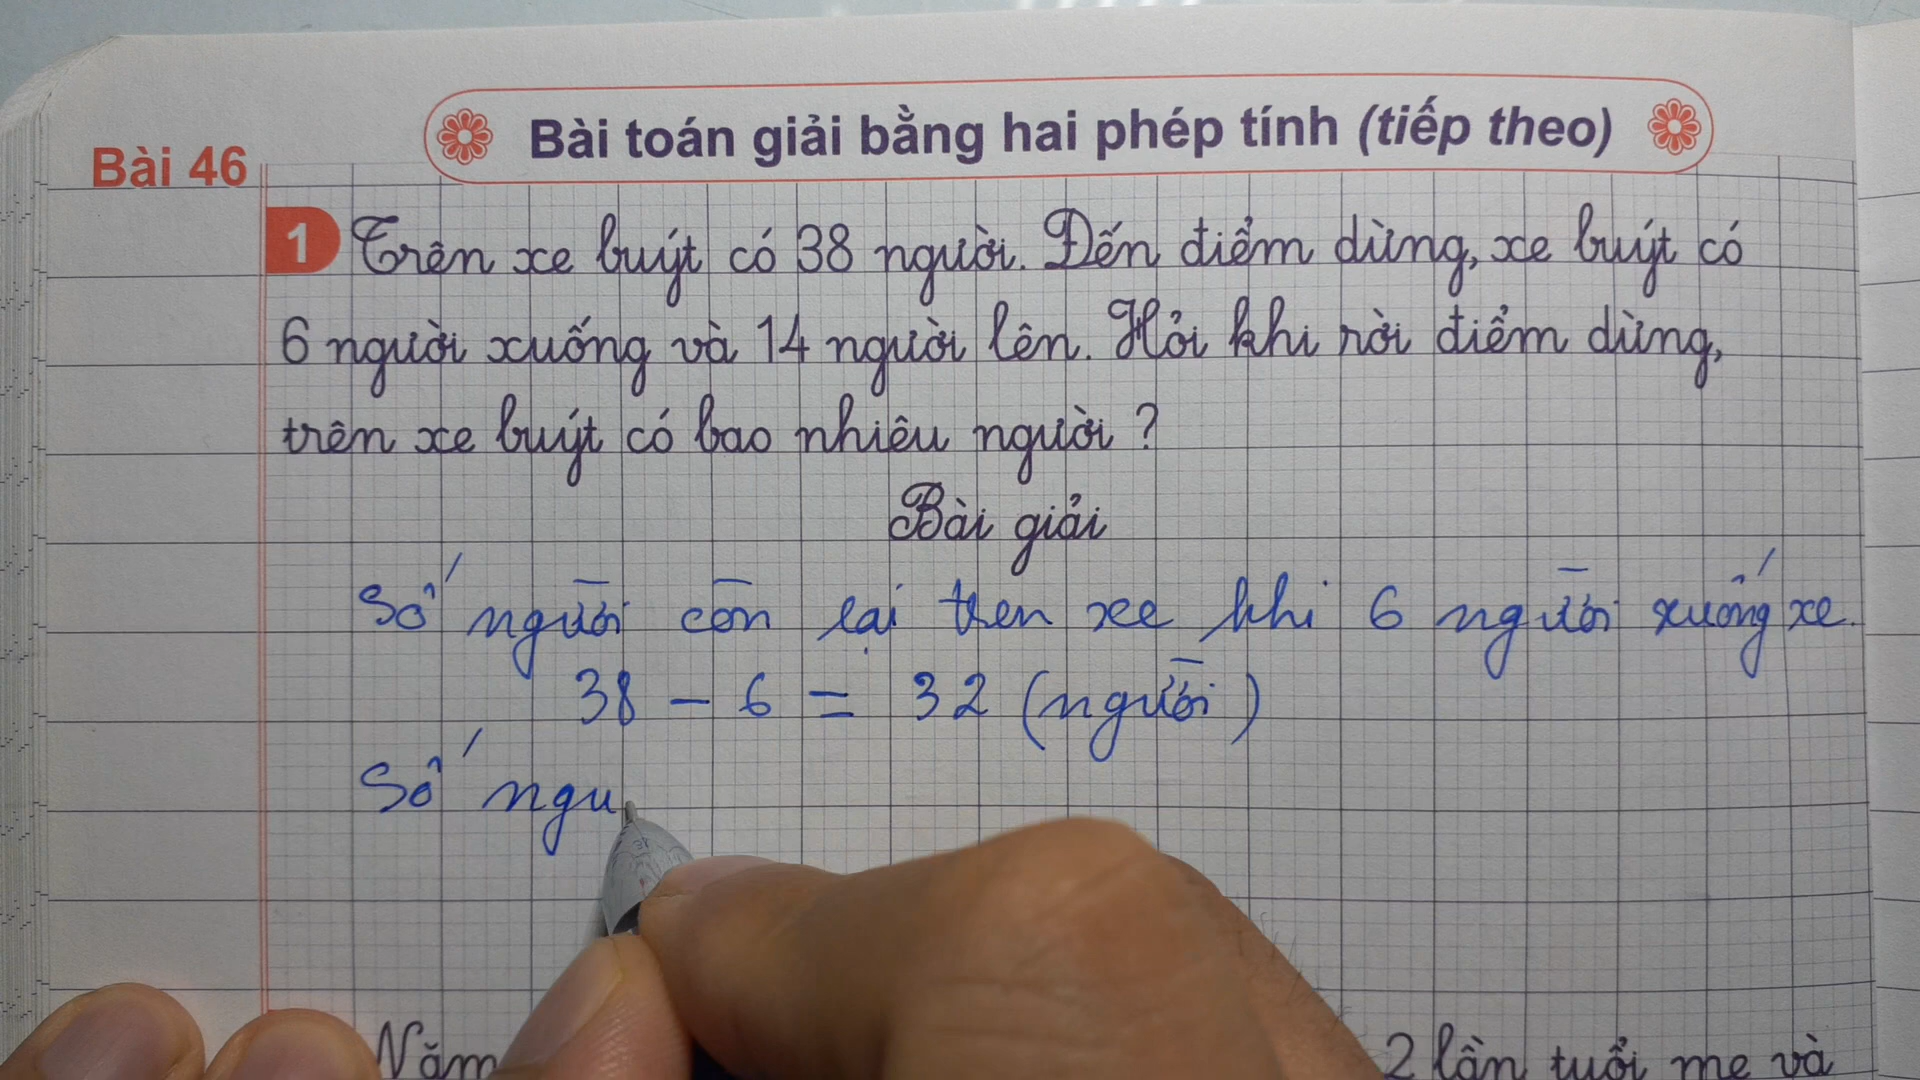 Bài 46
Bài toán giải bằng hai phép tính (tiếp theo)
1 Trên xe buýt có 38 người. Đến điểm dừng, xe buýt có
6 người xuống và 14 người lên. Hỏi khi rời điểm dừng,
trên xe buýt có bao nhiêu người?
Bài giải
Số người còn lại tren xe khi 6 người xuống xe.
38 - 6 = 32 (người)
Số ngu
Năm
2 lần tuổi mẹ và